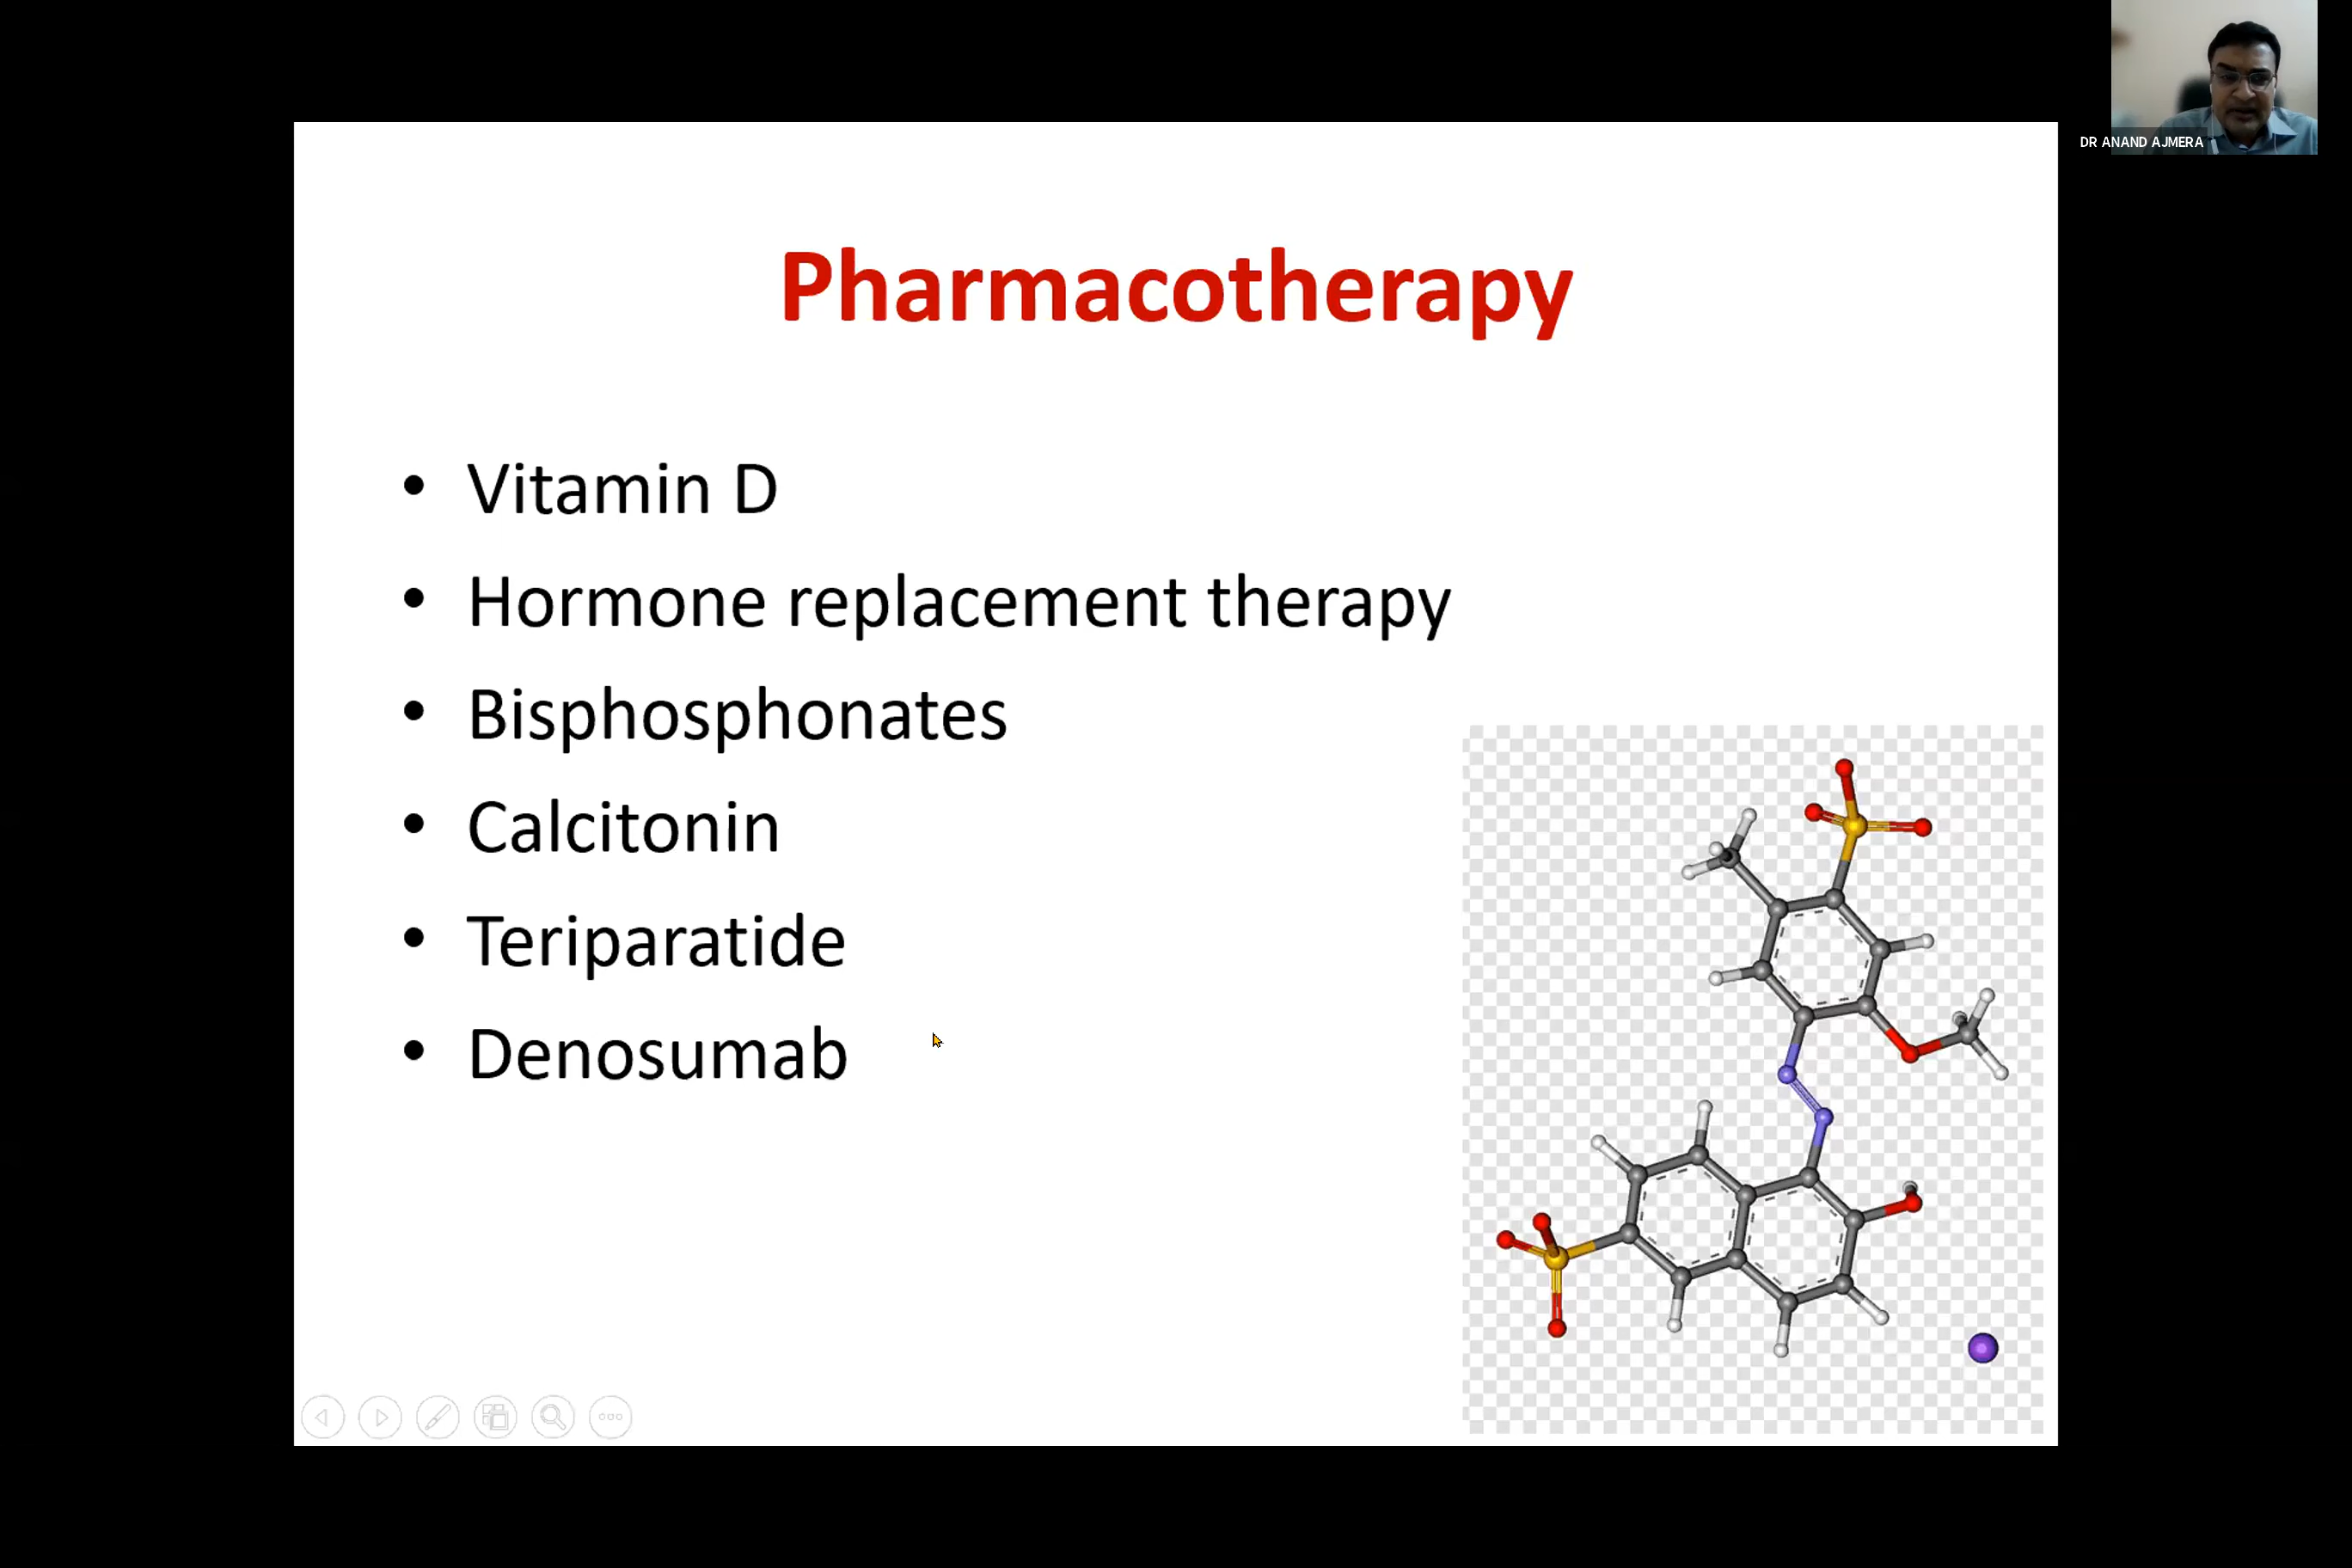 DR ANAND AJMERA
Pharmacotherapy
• Vitamin D
• Hormone replacement therapy
• Bisphosphonates
• Calcitonin
• Teriparatide
• Denosumab